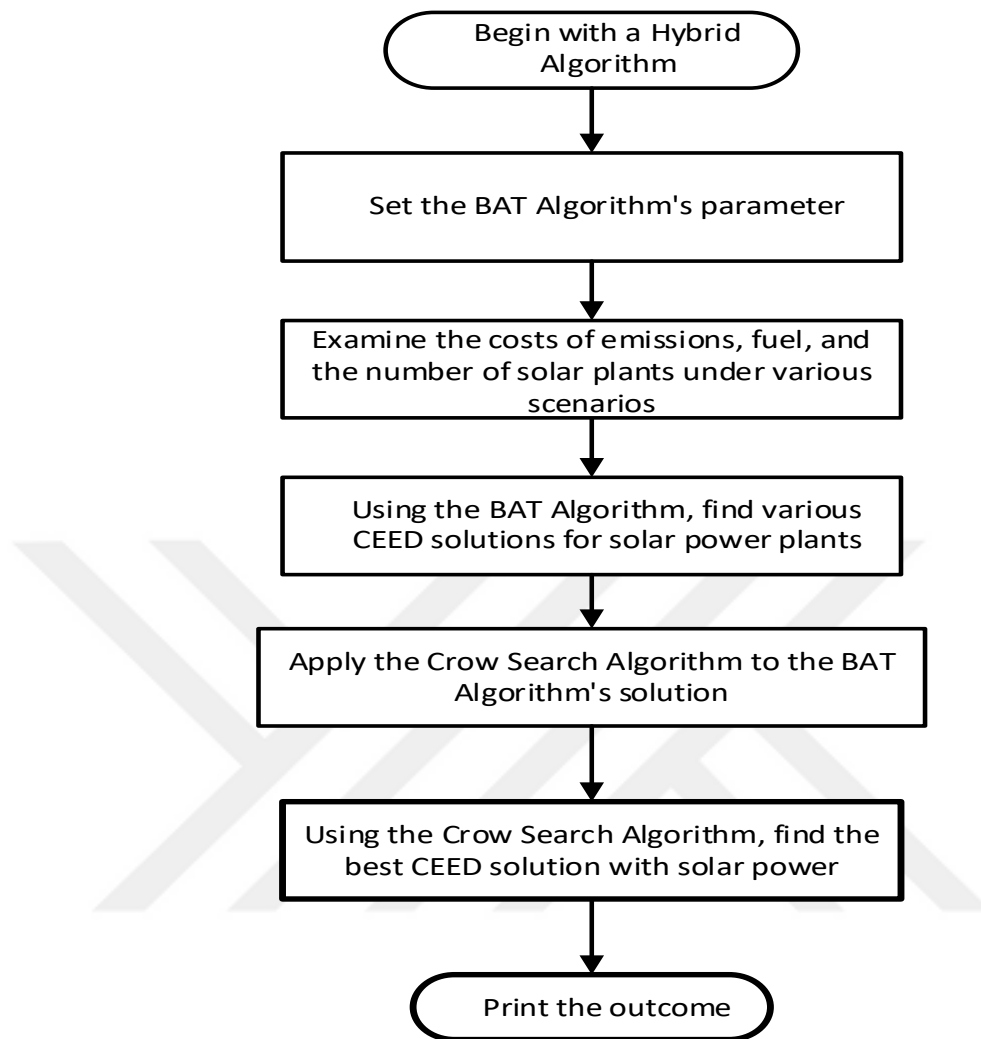 Begin with a Hybrid
Algorithm
Set the BAT Algorithm's parameter
Examine the costs of emissions, fuel, and
the number of solar plants under various
scenarios
Using the BAT Algorithm, find various
CEED solutions for solar power plants
Apply the Crow Search Algorithm to the BAT
Algorithm's solution
Using the Crow Search Algorithm, find the
best CEED solution with solar power
Print the outcome